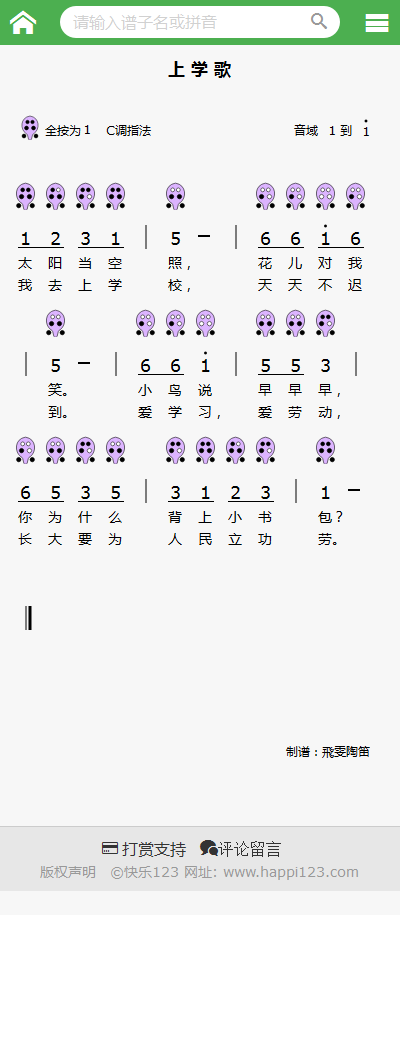 请输入谱子名或拼音
上 学 歌
全按为 1 C调指法 音域 1 到 1̇
1 2 3 1 | 5 － | 6 6 1̇ 6
太 阳 当 空 照， 花 儿 对 我
我 去 上 学 校， 天 天 不 迟
| 5 － | 6 6 1̇ | 5 5 3 |
笑。 小 鸟 说 早 早 早，
到。 爱 学 习， 爱 劳 动，
6 5 3 5 | 3 1 2 3 | 1 －
你 为 什 么 背 上 小 书 包？
长 大 要 为 人 民 立 功 劳。
制谱：飛雯陶笛
打赏支持 评论留言
版权声明 ©快乐123 网址: www.happi123.com